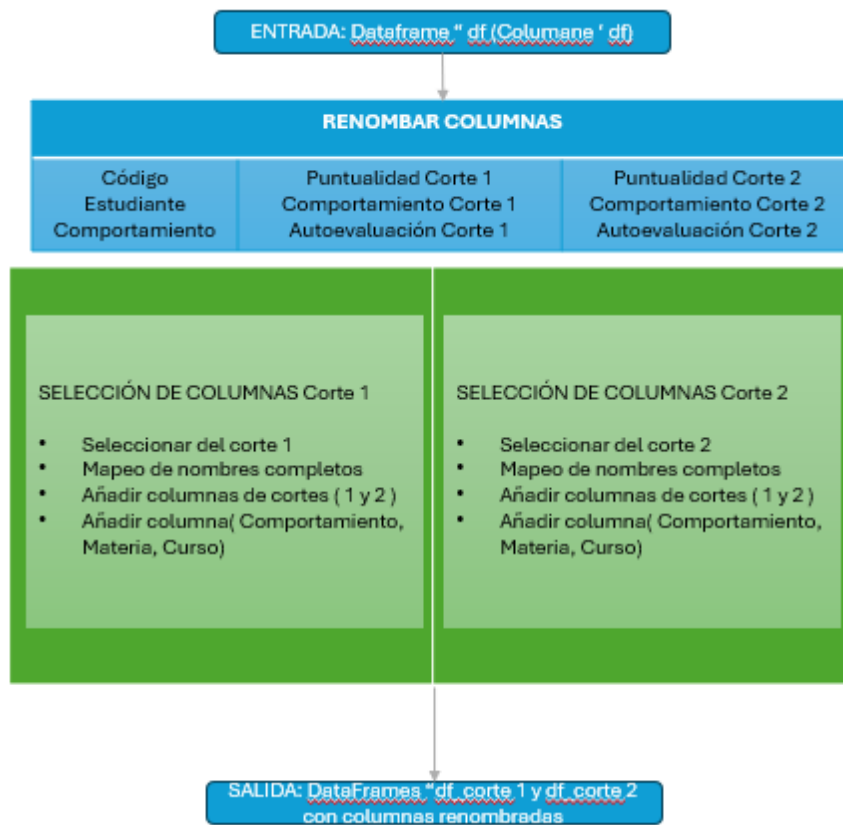 ENTRADA: Dataframe “ df (Columane ‘ df)
RENOMBAR COLUMNAS
Código
Estudiante
Comportamiento
Puntualidad Corte 1
Comportamiento Corte 1
Autoevaluación Corte 1
Puntualidad Corte 2
Comportamiento Corte 2
Autoevaluación Corte 2
SELECCIÓN DE COLUMNAS Corte 1
• Seleccionar del corte 1
• Mapeo de nombres completos
• Añadir columnas de cortes ( 1 y 2 )
• Añadir columna( Comportamiento,
Materia, Curso)
SELECCIÓN DE COLUMNAS Corte 2
• Seleccionar del corte 2
• Mapeo de nombres completos
• Añadir columnas de cortes ( 1 y 2 )
• Añadir columna( Comportamiento,
Materia, Curso)
SALIDA: DataFrames “df_corte 1 y df_corte 2
con columnas renombradas